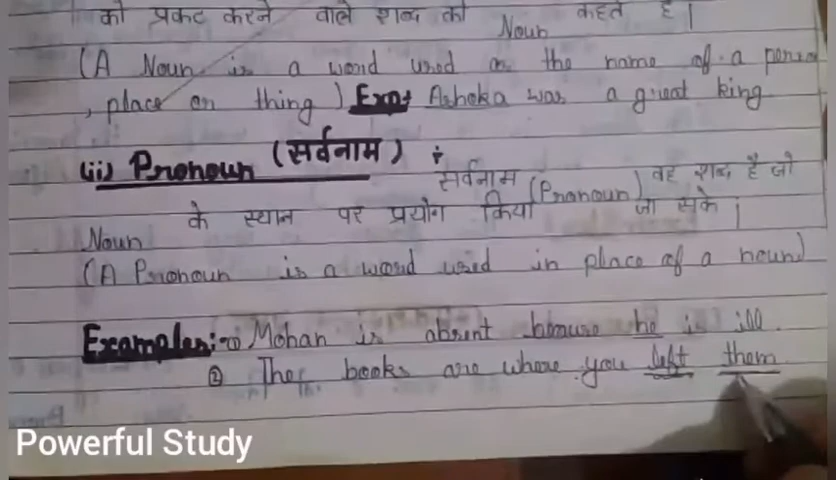 को प्रकट करने वाले शब्द को Noun कहते है |
(A Noun is a word used as the name of a person
, place or thing) Exp: Ashoka was a great king
(ii) Pronoun (सर्वनाम) :
सर्वनाम (Pronoun) वह शब्द है जो
Noun के स्थान पर प्रयोग किया जा सके |
(A Pronoun is a word used in place of a noun)
Examples:- ① Mohan is absent because he is ill.
② The books are where you left them
Powerful Study